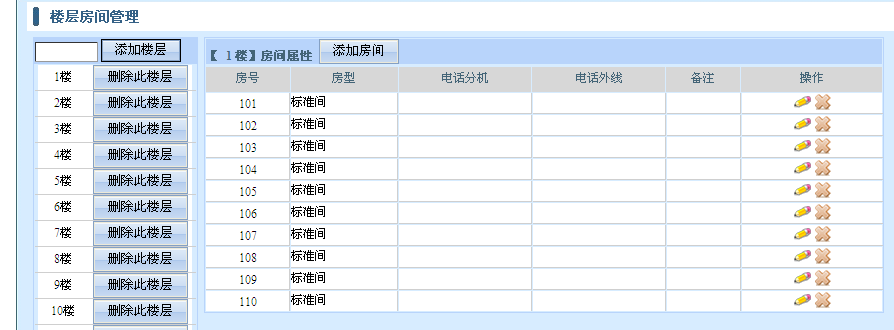 楼层房间管理
添加楼层
1楼 删除此楼层
2楼 删除此楼层
3楼 删除此楼层
4楼 删除此楼层
5楼 删除此楼层
6楼 删除此楼层
7楼 删除此楼层
8楼 删除此楼层
9楼 删除此楼层
10楼 删除此楼层
【 1楼】房间属性 添加房间
房号 房型 电话分机 电话外线 备注 操作
101 标准间
102 标准间
103 标准间
104 标准间
105 标准间
106 标准间
107 标准间
108 标准间
109 标准间
110 标准间